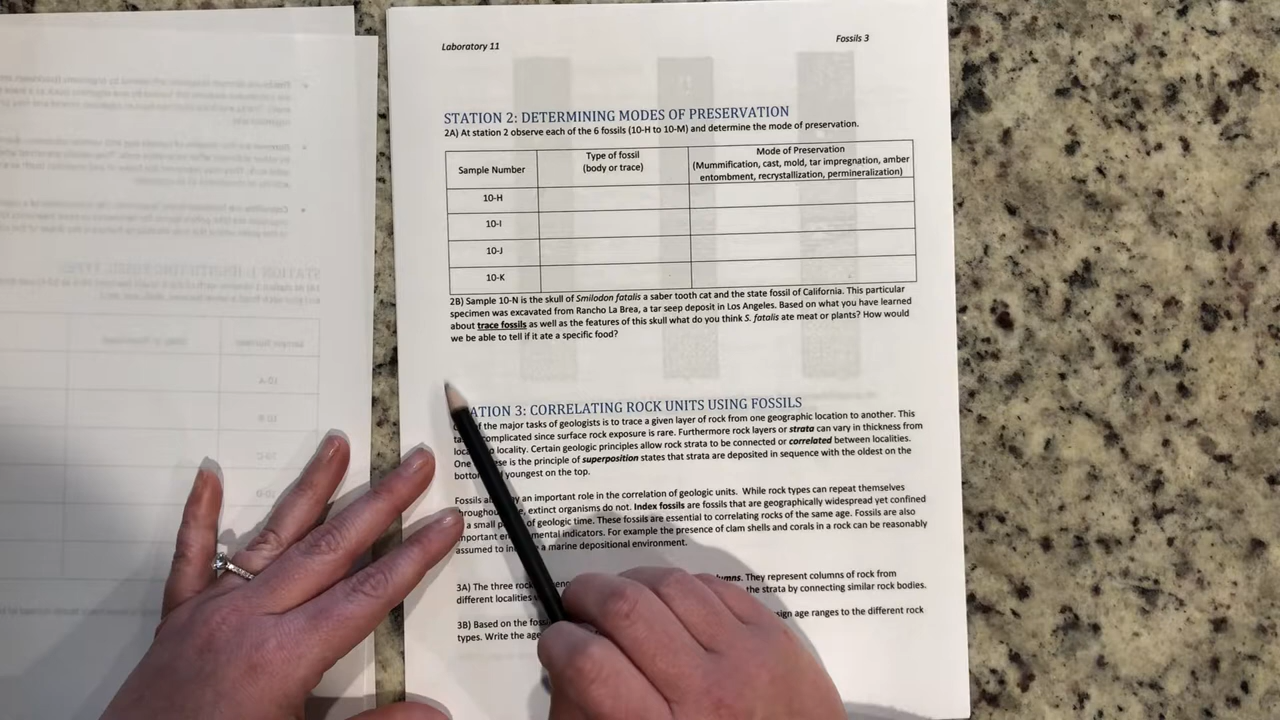 Laboratory 11
Fossils 3
STATION 2: DETERMINING MODES OF PRESERVATION
2A) At station 2 observe each of the 6 fossils (10-H to 10-M) and determine the mode of preservation.
Sample Number
Type of fossil
(body or trace)
Mode of Preservation
(Mummification, cast, mold, tar impregnation, amber
entombment, recrystallization, permineralization)
10-H
10-I
10-J
10-K
2B) Sample 10-N is the skull of Smilodon fatalis a saber tooth cat and the state fossil of California. This particular
specimen was excavated from Rancho La Brea, a tar seep deposit in Los Angeles. Based on what you have learned
about trace fossils as well as the features of this skull what do you think S. fatalis ate meat or plants? How would
we be able to tell if it ate a specific food?
ATION 3: CORRELATING ROCK UNITS USING FOSSILS
of the major tasks of geologists is to trace a given layer of rock from one geographic location to another. This
complicated since surface rock exposure is rare. Furthermore rock layers or strata can vary in thickness from
locality. Certain geologic principles allow rock strata to be connected or correlated between localities.
One is the principle of superposition states that strata are deposited in sequence with the oldest on the
youngest on the top.
Fossils an important role in the correlation of geologic units. While rock types can repeat themselves
extinct organisms do not. Index fossils are fossils that are geographically widespread yet confined
a small of geologic time. These fossils are essential to correlating rocks of the same age. Fossils are also
mental indicators. For example the presence of clam shells and corals in a rock can be reasonably
assumed to a marine depositional environment.
3A) The three rock They represent columns of rock from
different localities the strata by connecting similar rock bodies.
3B) Based on the age ranges to the different rock
types. Write the age